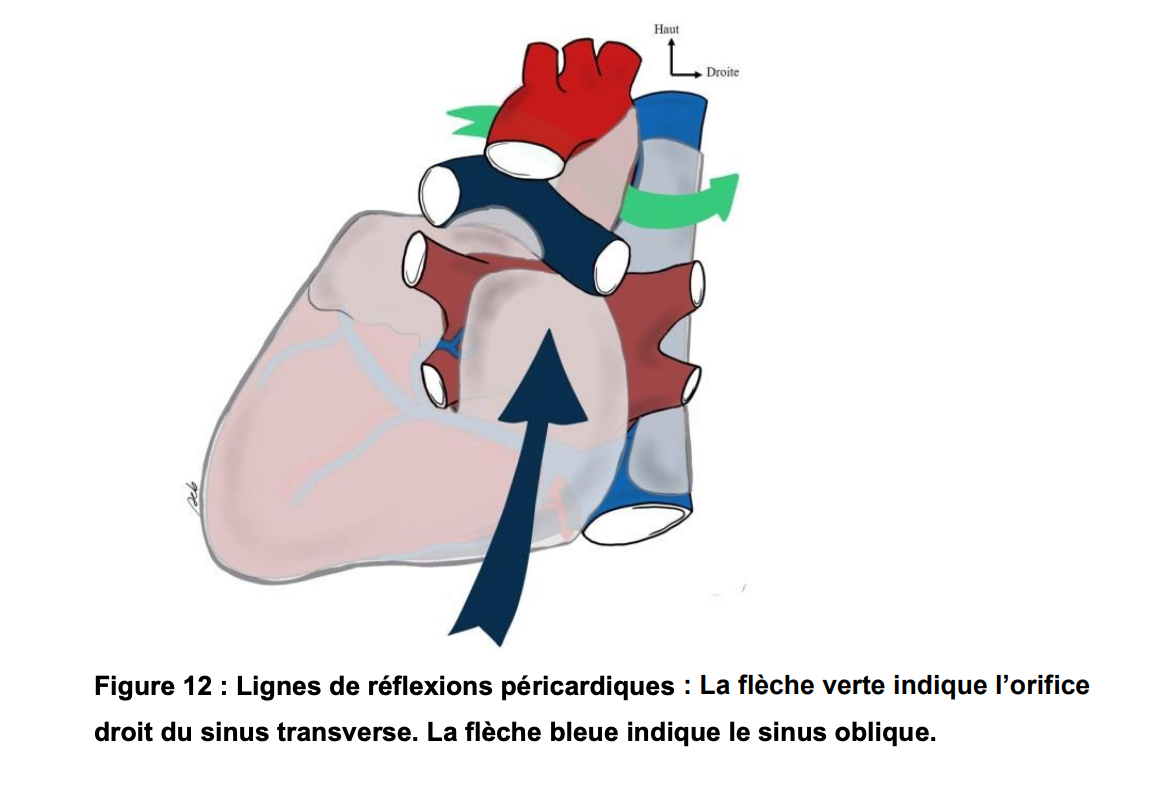 Haut
Droite
Figure 12 : Lignes de réflexions péricardiques : La flèche verte indique l’orifice
droit du sinus transverse. La flèche bleue indique le sinus oblique.